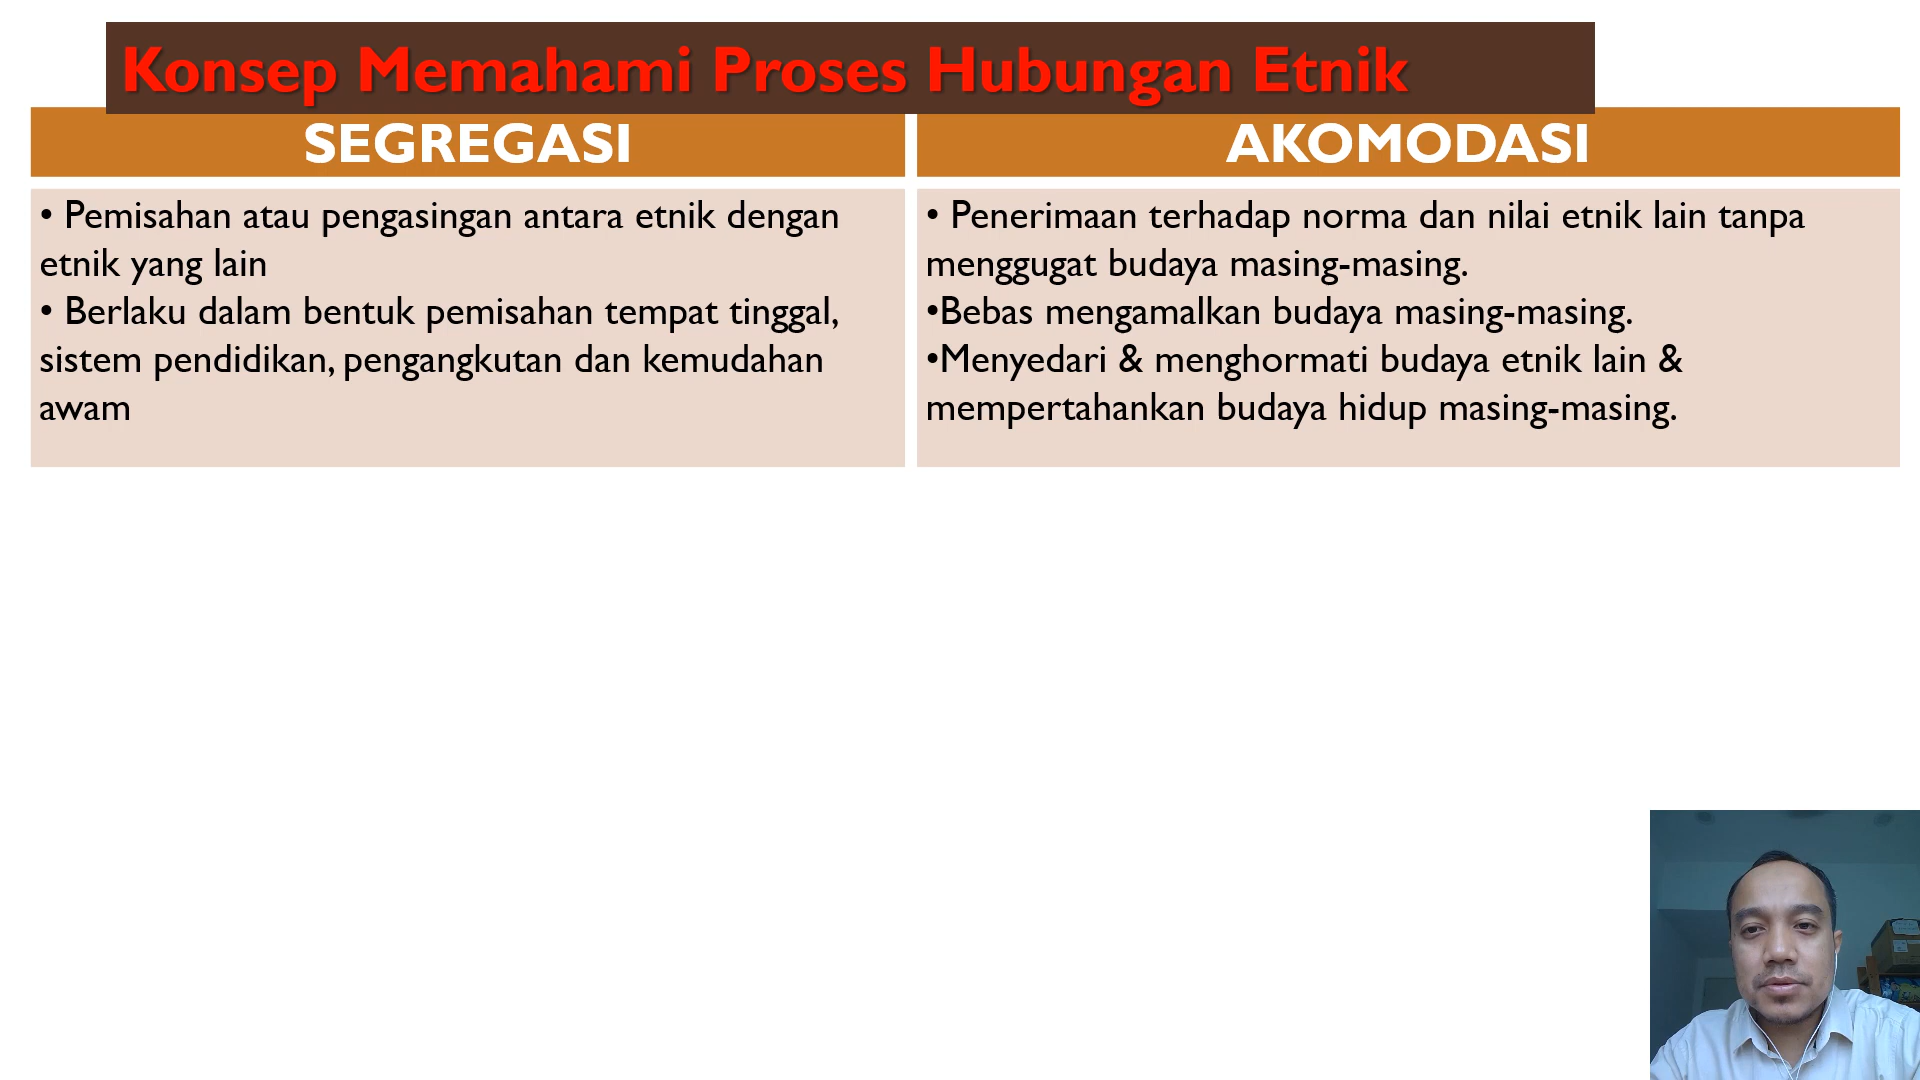 Konsep Memahami Proses Hubungan Etnik
SEGREGASI
• Pemisahan atau pengasingan antara etnik dengan
etnik yang lain
• Berlaku dalam bentuk pemisahan tempat tinggal,
sistem pendidikan, pengangkutan dan kemudahan
awam
AKOMODASI
• Penerimaan terhadap norma dan nilai etnik lain tanpa
menggugat budaya masing-masing.
•Bebas mengamalkan budaya masing-masing.
•Menyedari & menghormati budaya etnik lain &
mempertahankan budaya hidup masing-masing.